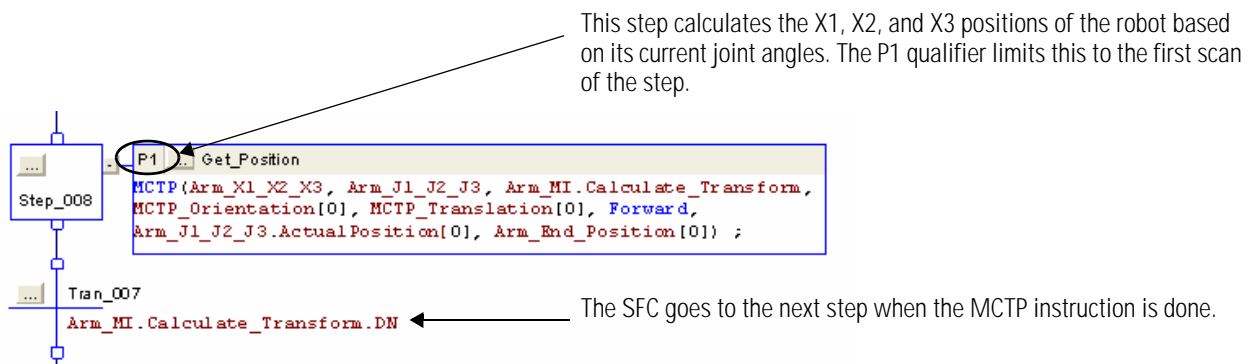 This step calculates the X1, X2, and X3 positions of the robot based
on its current joint angles. The P1 qualifier limits this to the first scan
of the step.
... - P1 ... Get_Position
Step_008
MCTP(Arm_X1_X2_X3, Arm_J1_J2_J3, Arm_MI.Calculate_Transform,
MCTP_Orientation[0], MCTP_Translation[0], Forward,
Arm_J1_J2_J3.ActualPosition[0], Arm_End_Position[0]) ;
... Tran_007
Arm_MI.Calculate_Transform.DN
The SFC goes to the next step when the MCTP instruction is done.